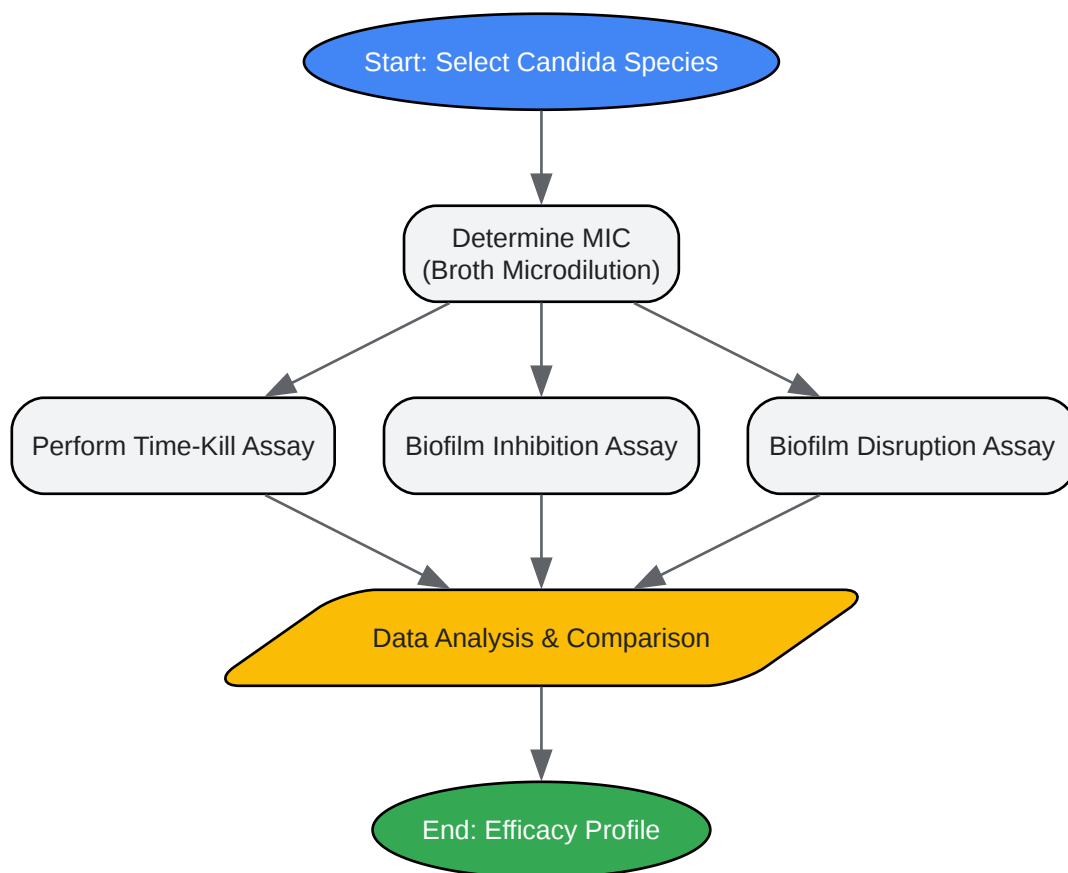 Start: Select Candida Species
Determine MIC
(Broth Microdilution)
Perform Time-Kill Assay
Biofilm Inhibition Assay
Biofilm Disruption Assay
Data Analysis & Comparison
End: Efficacy Profile